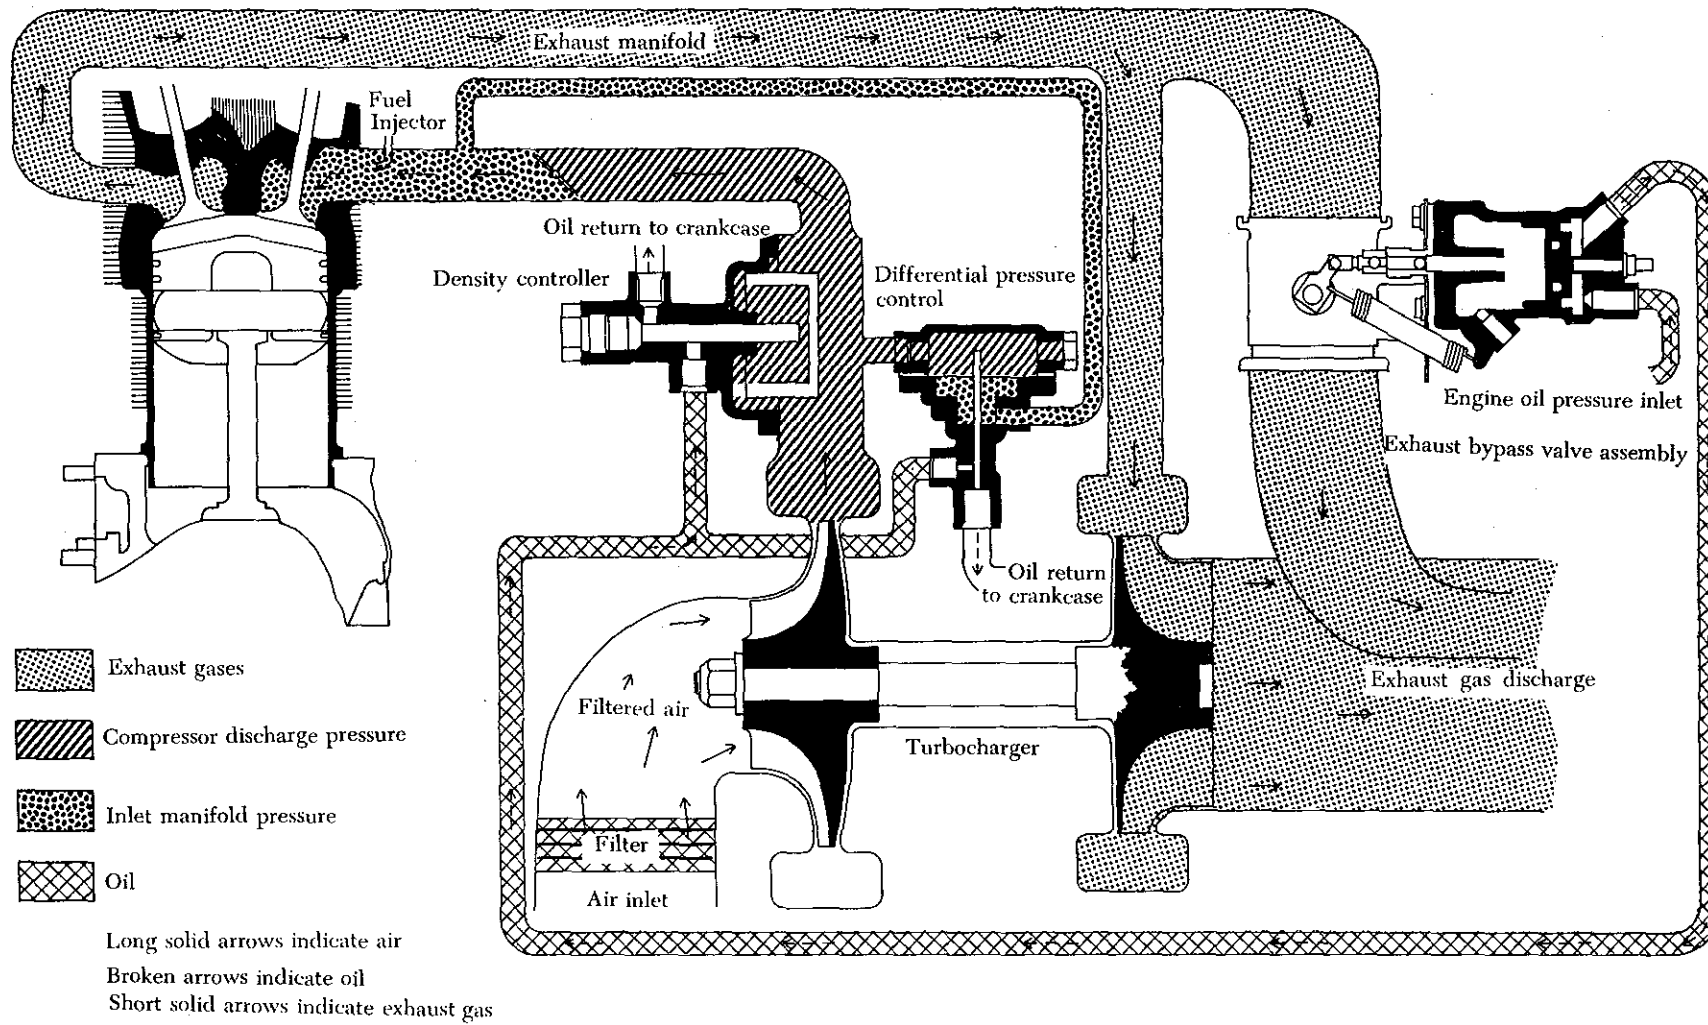 Exhaust manifold
Fuel
Injector
Oil return to crankcase
Density controller
Differential pressure
control
Engine oil pressure inlet
Exhaust bypass valve assembly
Oil return
to crankcase
Exhaust gases
Filtered air
Exhaust gas discharge
Compressor discharge pressure
Turbocharger
Inlet manifold pressure
Filter
Oil
Air inlet
Long solid arrows indicate air
Broken arrows indicate oil
Short solid arrows indicate exhaust gas